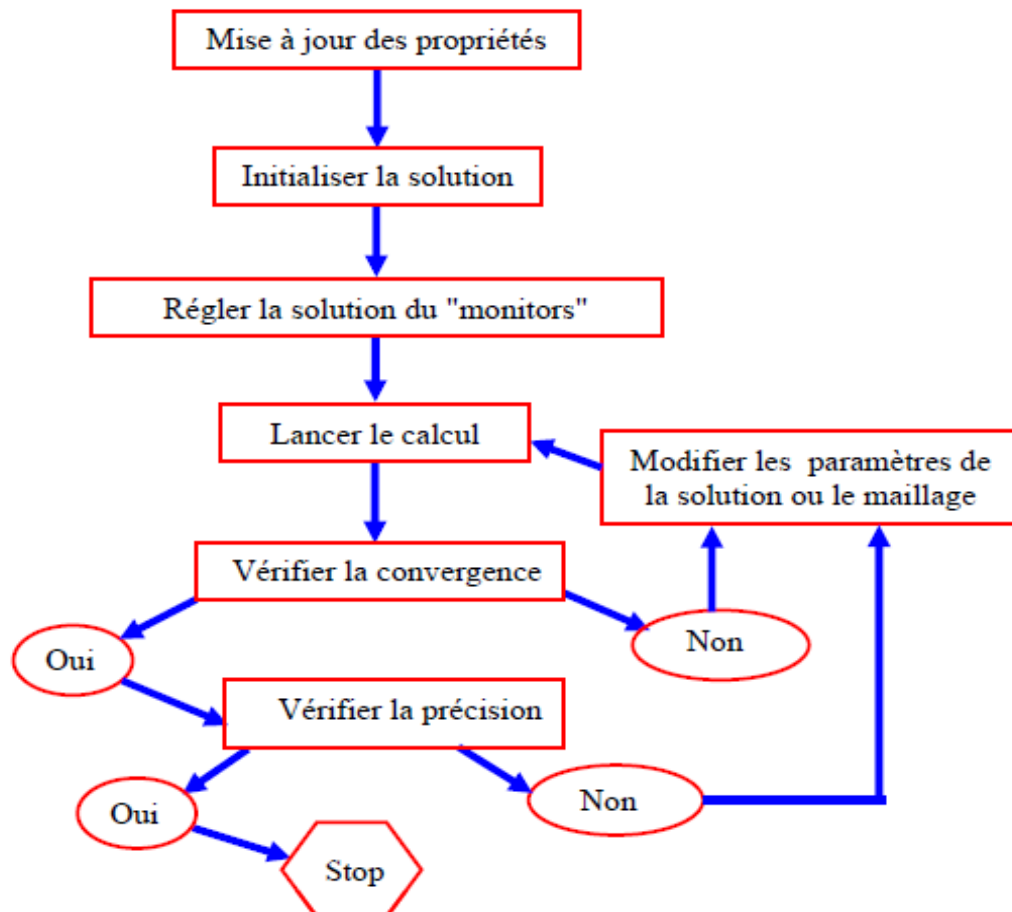 Mise à jour des propriétés
Initialiser la solution
Régler la solution du "monitors"
Lancer le calcul
Modifier les paramètres de
la solution ou le maillage
Vérifier la convergence
Oui
Non
Vérifier la précision
Oui
Non
Stop